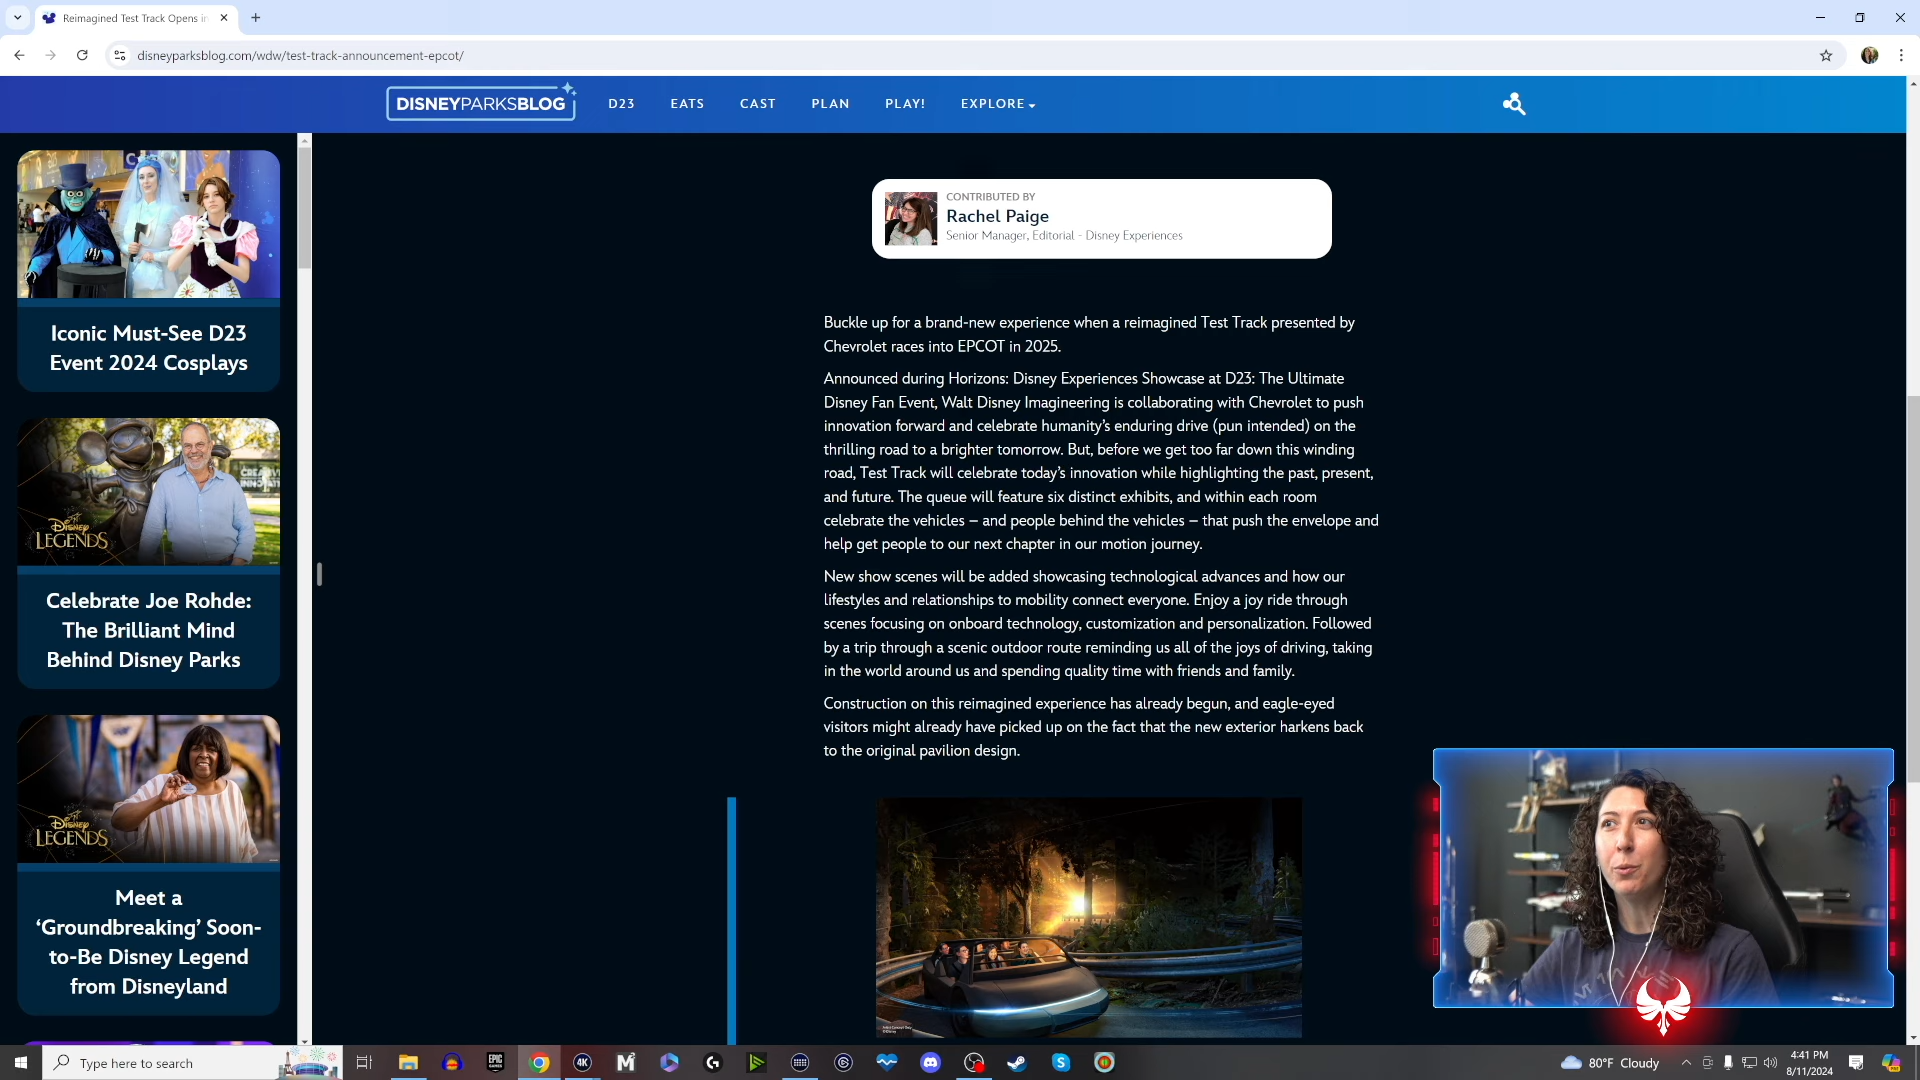 Reimagined Test Track Opens in
disneyparksblog.com/wdw/test-track-announcement-epcot/
DISNEYPARKSBLOG
D23
EATS
CAST
PLAN
PLAY!
EXPLORE
Iconic Must-See D23
Event 2024 Cosplays
Disney
LEGENDS
Celebrate Joe Rohde:
The Brilliant Mind
Behind Disney Parks
Disney
LEGENDS
Meet a
‘Groundbreaking’ Soon-
to-Be Disney Legend
from Disneyland
CONTRIBUTED BY
Rachel Paige
Senior Manager, Editorial - Disney Experiences
Buckle up for a brand-new experience when a reimagined Test Track presented by
Chevrolet races into EPCOT in 2025.
Announced during Horizons: Disney Experiences Showcase at D23: The Ultimate
Disney Fan Event, Walt Disney Imagineering is collaborating with Chevrolet to push
innovation forward and celebrate humanity’s enduring drive (pun intended) on the
thrilling road to a brighter tomorrow. But, before we get too far down this winding
road, Test Track will celebrate today’s innovation while highlighting the past, present,
and future. The queue will feature six distinct exhibits, and within each room
celebrate the vehicles – and people behind the vehicles – that push the envelope and
help get people to our next chapter in our motion journey.
New show scenes will be added showcasing technological advances and how our
lifestyles and relationships to mobility connect everyone. Enjoy a joy ride through
scenes focusing on onboard technology, customization and personalization. Followed
by a trip through a scenic outdoor route reminding us all of the joys of driving, taking
in the world around us and spending quality time with friends and family.
Construction on this reimagined experience has already begun, and eagle-eyed
visitors might already have picked up on the fact that the new exterior harkens back
to the original pavilion design.
Type here to search
EPIC
GAMES
4K
80°F Cloudy
4:41 PM
8/11/2024